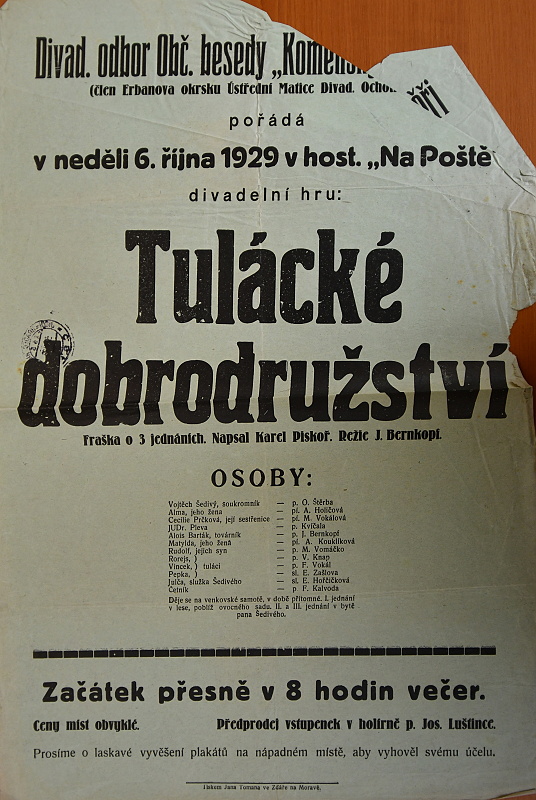 Divad. odbor Obč. besedy „Komenský
(člen Erbanova okrsku Ústřední Matice Divad. Ochot
pořádá
v neděli 6. října 1929 v host. „Na Poště
divadelní hru:
Tulácké
dobrodružství
Fraška o 3 jednáních. Napsal Karel Piskoř. Režie J. Bernkopf.
OSOBY:
Vojtěch Šedivý, soukromník — p. O. Štěrba
Alma, jeho žena — pí. A. Holičová
Cecilie Prčková, její sestřenice — pí. M. Vokálová
JUDr. Pleva — p. Kvíčala
Alois Barták, továrník — p. J. Bernkopf
Matylda, jeho žena — pí. A. Kouklíková
Rudolf, jejich syn — p. M. Vomáčko
Rorejs, ) — p. V. Knap
Vincek, ) tuláci — p. F. Vokál
Pepka, ) — sl. E. Zašlova
Julča, služka Šedivého — sl. E. Hofčičková
Četník — p F. Kalvoda
Děje se na venkovské samotě, v době přítomné. I. jednání
v lese, poblíž ovocného sadu. II. a III. jednání v bytě
pana Šedivého.
Začátek přesně v 8 hodin večer.
Ceny míst obvyklé. Předprodej vstupenek v holírně p. Jos. Luštince.
Prosíme o laskavé vyvěšení plakátů na nápadném místě, aby vyhověl svému účelu.
Tiskem Jana Tomana ve Zdáře na Moravě.